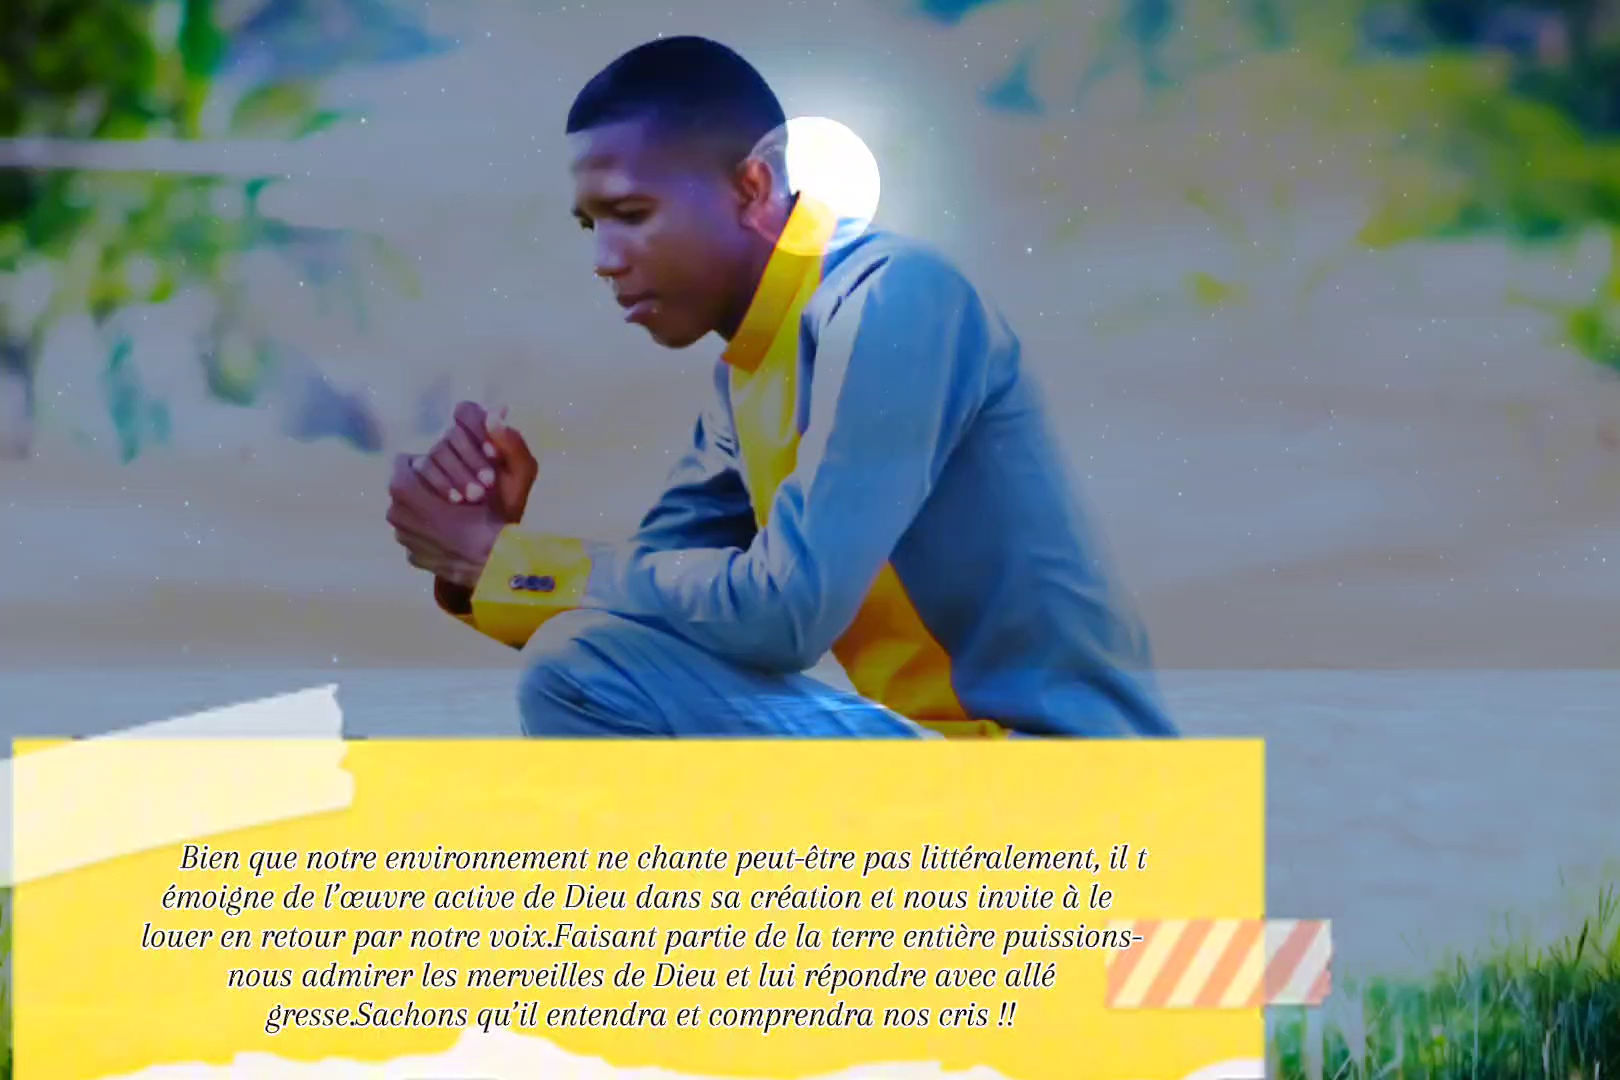 Bien que notre environnement ne chante peut-être pas littéralement, il t
émoigne de l’œuvre active de Dieu dans sa création et nous invite à le
louer en retour par notre voix.Faisant partie de la terre entière puissions-
nous admirer les merveilles de Dieu et lui répondre avec allé
gresse.Sachons qu’il entendra et comprendra nos cris !!